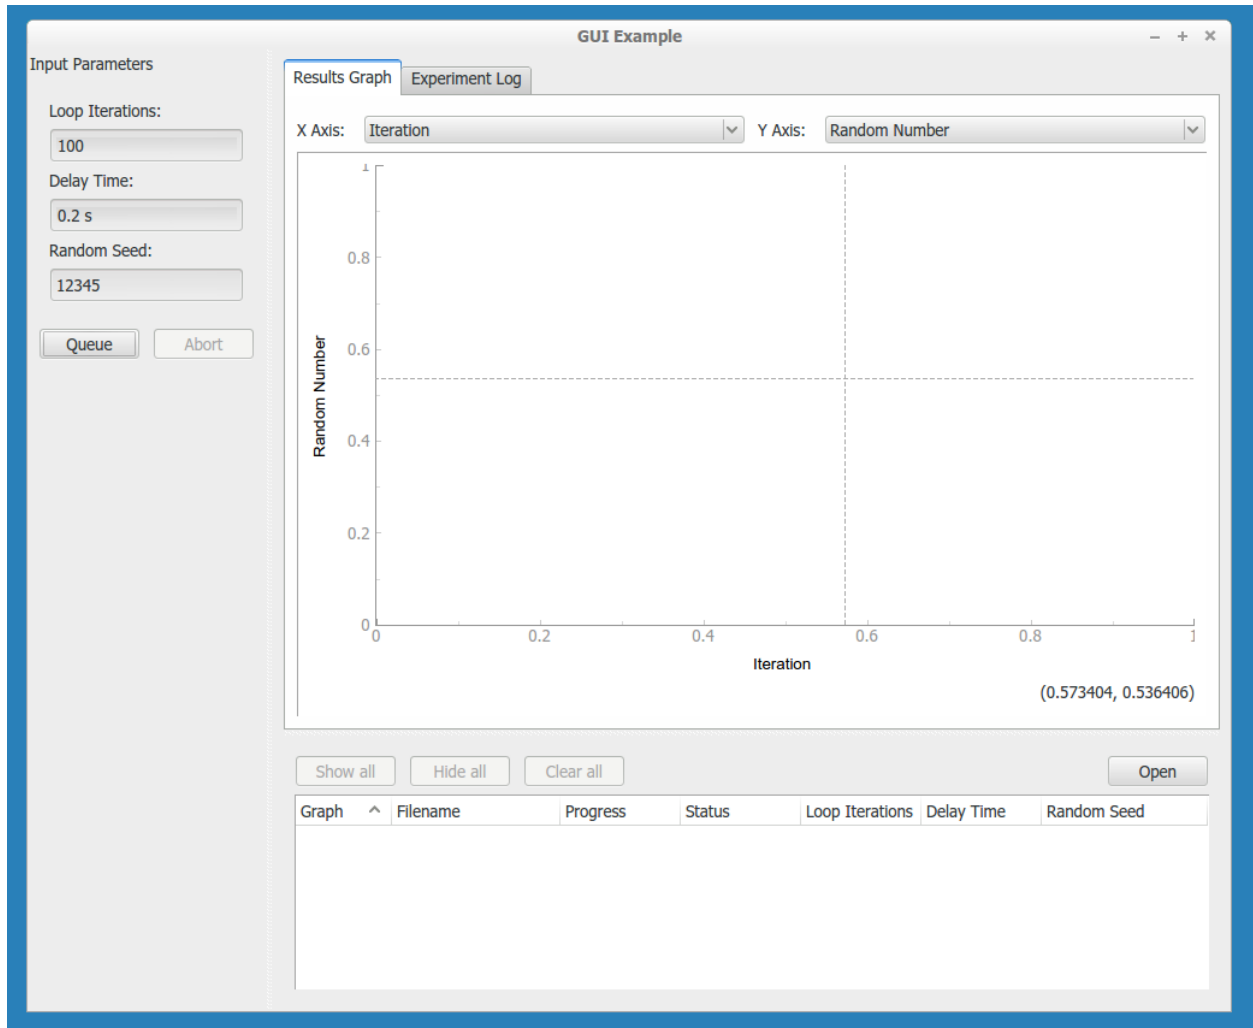 GUI Example
Input Parameters
Loop Iterations:
100
Delay Time:
0.2 s
Random Seed:
12345
Queue Abort
Results Graph Experiment Log
X Axis: Iteration Y Axis: Random Number
1
0.8
0.6
0.4
0.2
0
Random Number
0 0.2 0.4 0.6 0.8 1
Iteration
(0.573404, 0.536406)
Show all Hide all Clear all Open
Graph Filename Progress Status Loop Iterations Delay Time Random Seed